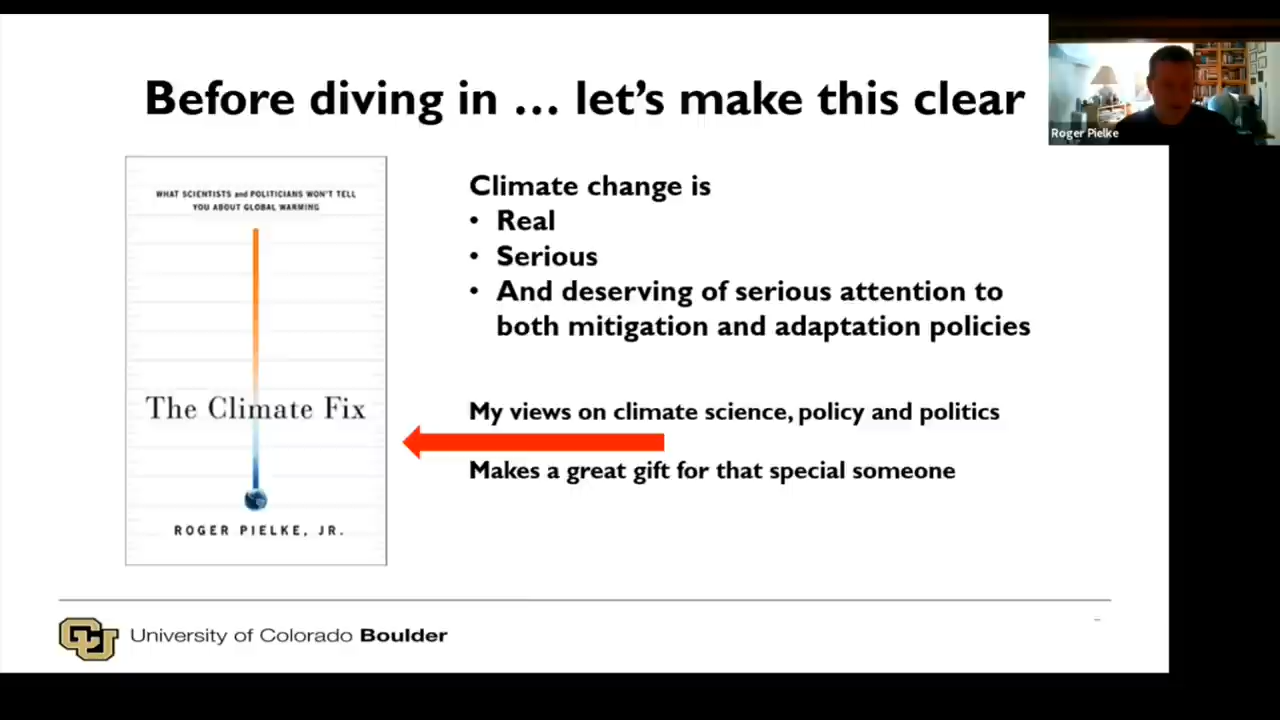 Before diving in … let's make this clear
Roger Pielke
WHAT SCIENTISTS and POLITICIANS WON'T TELL
YOU ABOUT GLOBAL WARMING
The Climate Fix
ROGER PIELKE, JR.
Climate change is
• Real
• Serious
• And deserving of serious attention to
both mitigation and adaptation policies
My views on climate science, policy and politics
Makes a great gift for that special someone
CU
University of Colorado Boulder